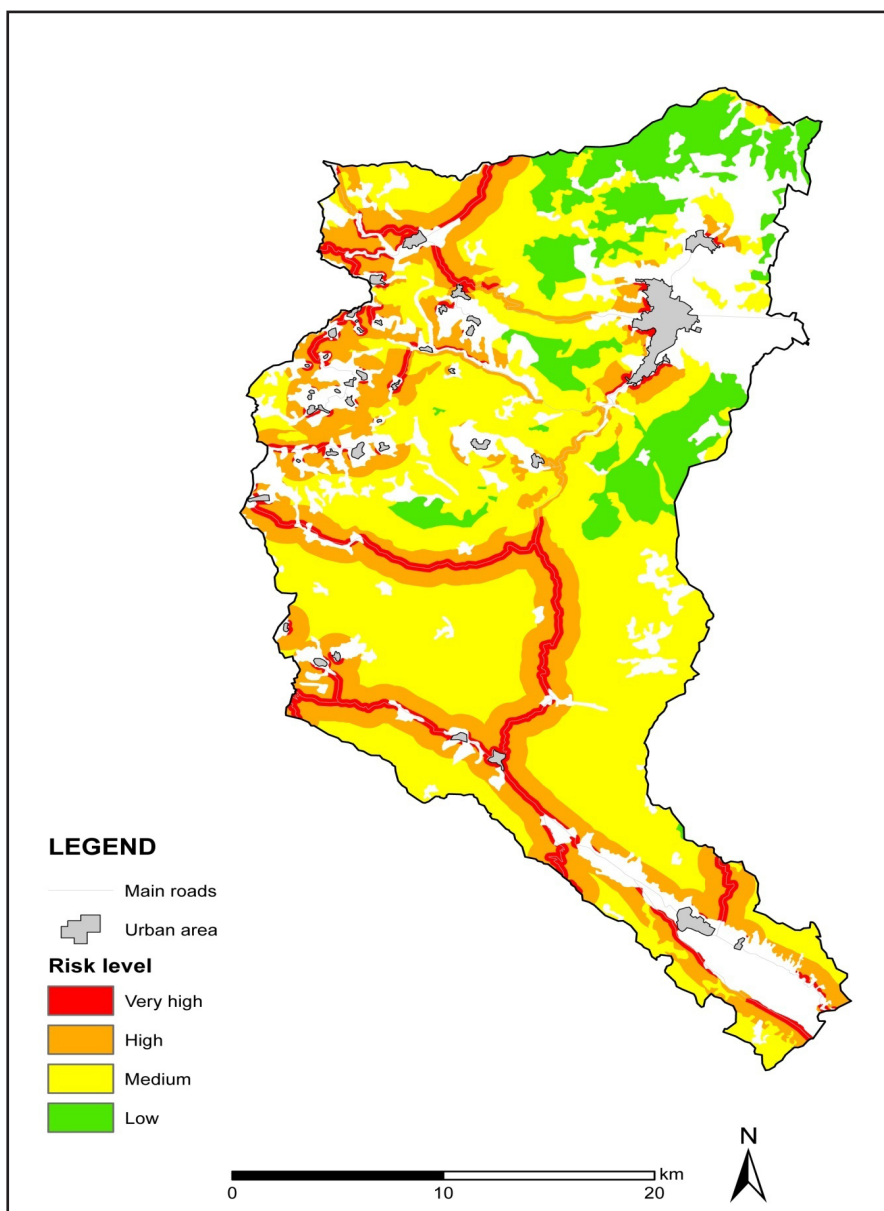 LEGEND
Main roads
Urban area
Risk level
Very high
High
Medium
Low
N
km
0 10 20